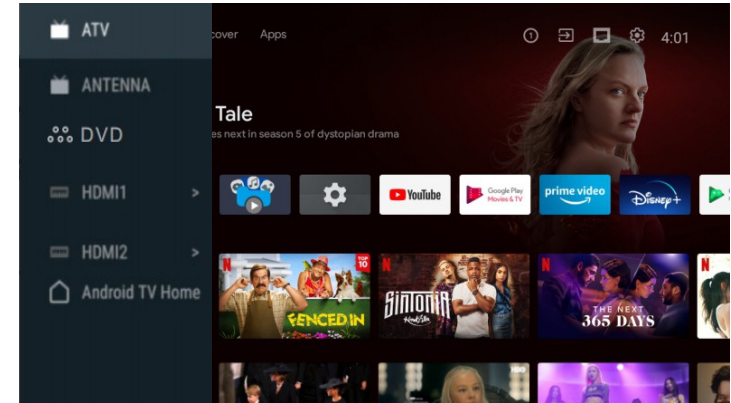 ATV
ANTENNA
DVD
HDMI1 >
HDMI2 >
Android TV Home
cover Apps
1
4:01
Tale
es next in season 5 of dystopian drama
YouTube
Google Play
Movies & TV
prime video
Disney+
N
TOP
10
FENCED IN
N
SINTONIA
N
THE NEXT
365 DAYS
N
HBO